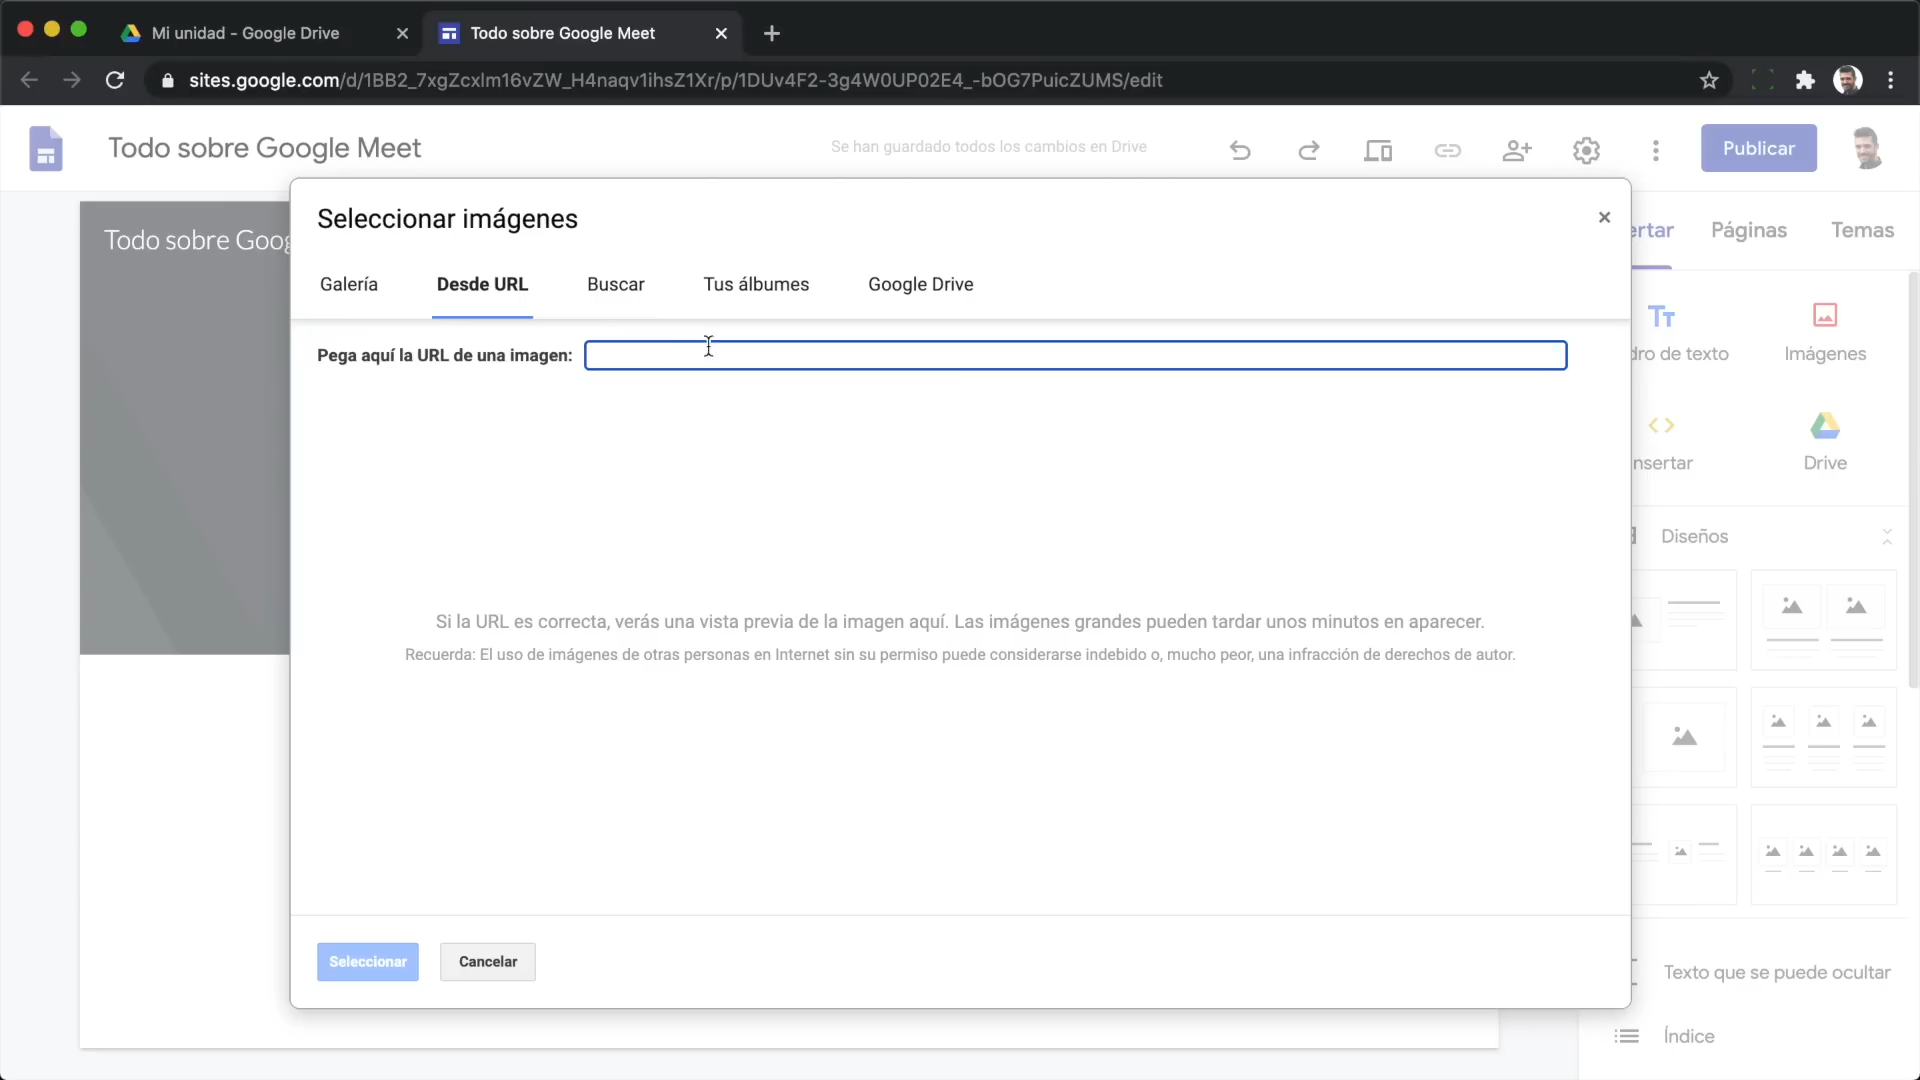 Mi unidad - Google Drive
Todo sobre Google Meet
sites.google.com/d/1BB2_7xgZcxlm16vZW_H4naqv1ihsZ1Xr/p/1DUv4F2-3g4W0UP02E4_-bOG7PuicZUMS/edit
Todo sobre Google Meet
Se han guardado todos los cambios en Drive
Publicar
Todo sobre Goog
Seleccionar imágenes
ertar
Páginas
Temas
Galería
Desde URL
Buscar
Tus álbumes
Google Drive
Pega aquí la URL de una imagen:
Tt
dro de texto
Imágenes
nsertar
Drive
Diseños
Si la URL es correcta, verás una vista previa de la imagen aquí. Las imágenes grandes pueden tardar unos minutos en aparecer.
Recuerda: El uso de imágenes de otras personas en Internet sin su permiso puede considerarse indebido o, mucho peor, una infracción de derechos de autor.
Seleccionar
Cancelar
Texto que se puede ocultar
Índice